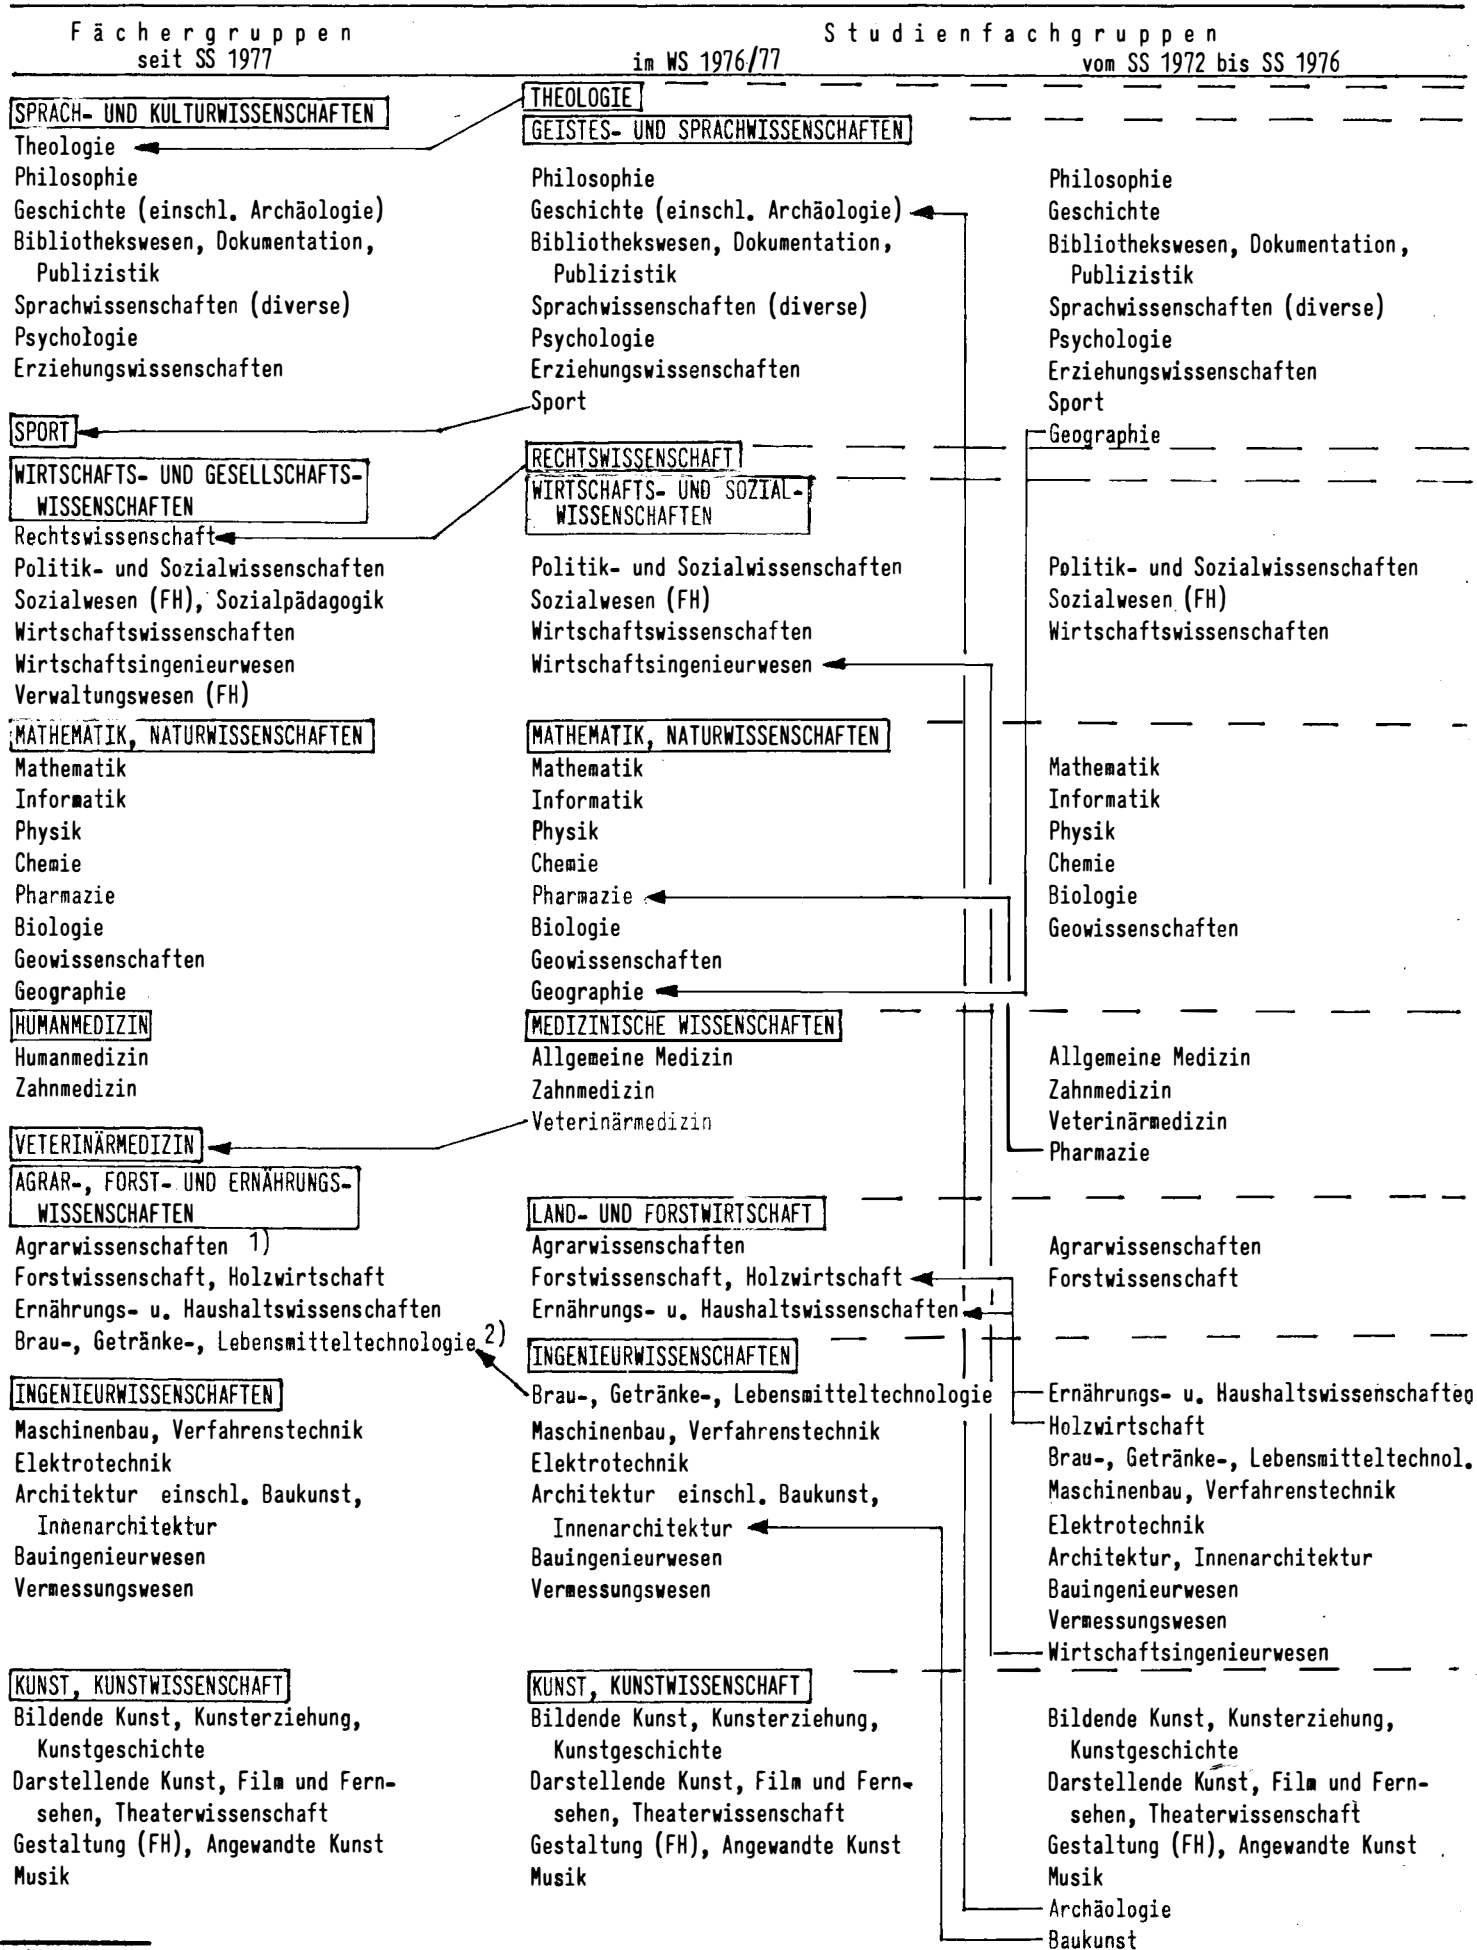 Fächergruppen
seit SS 1977
Studienfachgruppen
im WS 1976/77
vom SS 1972 bis SS 1976
SPRACH- UND KULTURWISSENSCHAFTEN
Theologie
Philosophie
Geschichte (einschl. Archäologie)
Bibliothekswesen, Dokumentation,
Publizistik
Sprachwissenschaften (diverse)
Psychologie
Erziehungswissenschaften
SPORT
WIRTSCHAFTS- UND GESELLSCHAFTS-
WISSENSCHAFTEN
Rechtswissenschaft
Politik- und Sozialwissenschaften
Sozialwesen (FH), Sozialpädagogik
Wirtschaftswissenschaften
Wirtschaftsingenieurwesen
Verwaltungswesen (FH)
MATHEMATIK, NATURWISSENSCHAFTEN
Mathematik
Informatik
Physik
Chemie
Pharmazie
Biologie
Geowissenschaften
Geographie
HUMANMEDIZIN
Humanmedizin
Zahnmedizin
VETERINÄRMEDIZIN
AGRAR-, FORST- UND ERNÄHRUNGS-
WISSENSCHAFTEN
Agrarwissenschaften 1)
Forstwissenschaft, Holzwirtschaft
Ernährungs- u. Haushaltswissenschaften
Brau-, Getränke-, Lebensmitteltechnologie 2)
INGENIEURWISSENSCHAFTEN
Maschinenbau, Verfahrenstechnik
Elektrotechnik
Architektur einschl. Baukunst,
Innenarchitektur
Bauingenieurwesen
Vermessungswesen
KUNST, KUNSTWISSENSCHAFT
Bildende Kunst, Kunsterziehung,
Kunstgeschichte
Darstellende Kunst, Film und Fern-
sehen, Theaterwissenschaft
Gestaltung (FH), Angewandte Kunst
Musik
THEOLOGIE
GEISTES- UND SPRACHWISSENSCHAFTEN
Philosophie
Geschichte (einschl. Archäologie)
Bibliothekswesen, Dokumentation,
Publizistik
Sprachwissenschaften (diverse)
Psychologie
Erziehungswissenschaften
Sport
RECHTSWISSENSCHAFT
WIRTSCHAFTS- UND SOZIAL-
WISSENSCHAFTEN
Politik- und Sozialwissenschaften
Sozialwesen (FH)
Wirtschaftswissenschaften
Wirtschaftsingenieurwesen
MATHEMATIK, NATURWISSENSCHAFTEN
Mathematik
Informatik
Physik
Chemie
Pharmazie
Biologie
Geowissenschaften
Geographie
MEDIZINISCHE WISSENSCHAFTEN
Allgemeine Medizin
Zahnmedizin
Veterinärmedizin
LAND- UND FORSTWIRTSCHAFT
Agrarwissenschaften
Forstwissenschaft, Holzwirtschaft
Ernährungs- u. Haushaltswissenschaften
INGENIEURWISSENSCHAFTEN
Brau-, Getränke-, Lebensmitteltechnologie
Maschinenbau, Verfahrenstechnik
Elektrotechnik
Architektur einschl. Baukunst,
Innenarchitektur
Bauingenieurwesen
Vermessungswesen
KUNST, KUNSTWISSENSCHAFT
Bildende Kunst, Kunsterziehung,
Kunstgeschichte
Darstellende Kunst, Film und Fern-
sehen, Theaterwissenschaft
Gestaltung (FH), Angewandte Kunst
Musik
Philosophie
Geschichte
Bibliothekswesen, Dokumentation,
Publizistik
Sprachwissenschaften (diverse)
Psychologie
Erziehungswissenschaften
Sport
Geographie
Politik- und Sozialwissenschaften
Sozialwesen (FH)
Wirtschaftswissenschaften
Mathematik
Informatik
Physik
Chemie
Biologie
Geowissenschaften
Allgemeine Medizin
Zahnmedizin
Veterinärmedizin
Pharmazie
Agrarwissenschaften
Forstwissenschaft
Ernährungs- u. Haushaltswissenschaften
Holzwirtschaft
Brau-, Getränke-, Lebensmitteltechnol.
Maschinenbau, Verfahrenstechnik
Elektrotechnik
Architektur, Innenarchitektur
Bauingenieurwesen
Vermessungswesen
Wirtschaftsingenieurwesen
Bildende Kunst, Kunsterziehung,
Kunstgeschichte
Darstellende Kunst, Film und Fern-
sehen, Theaterwissenschaft
Gestaltung (FH), Angewandte Kunst
Musik
Archäologie
Baukunst